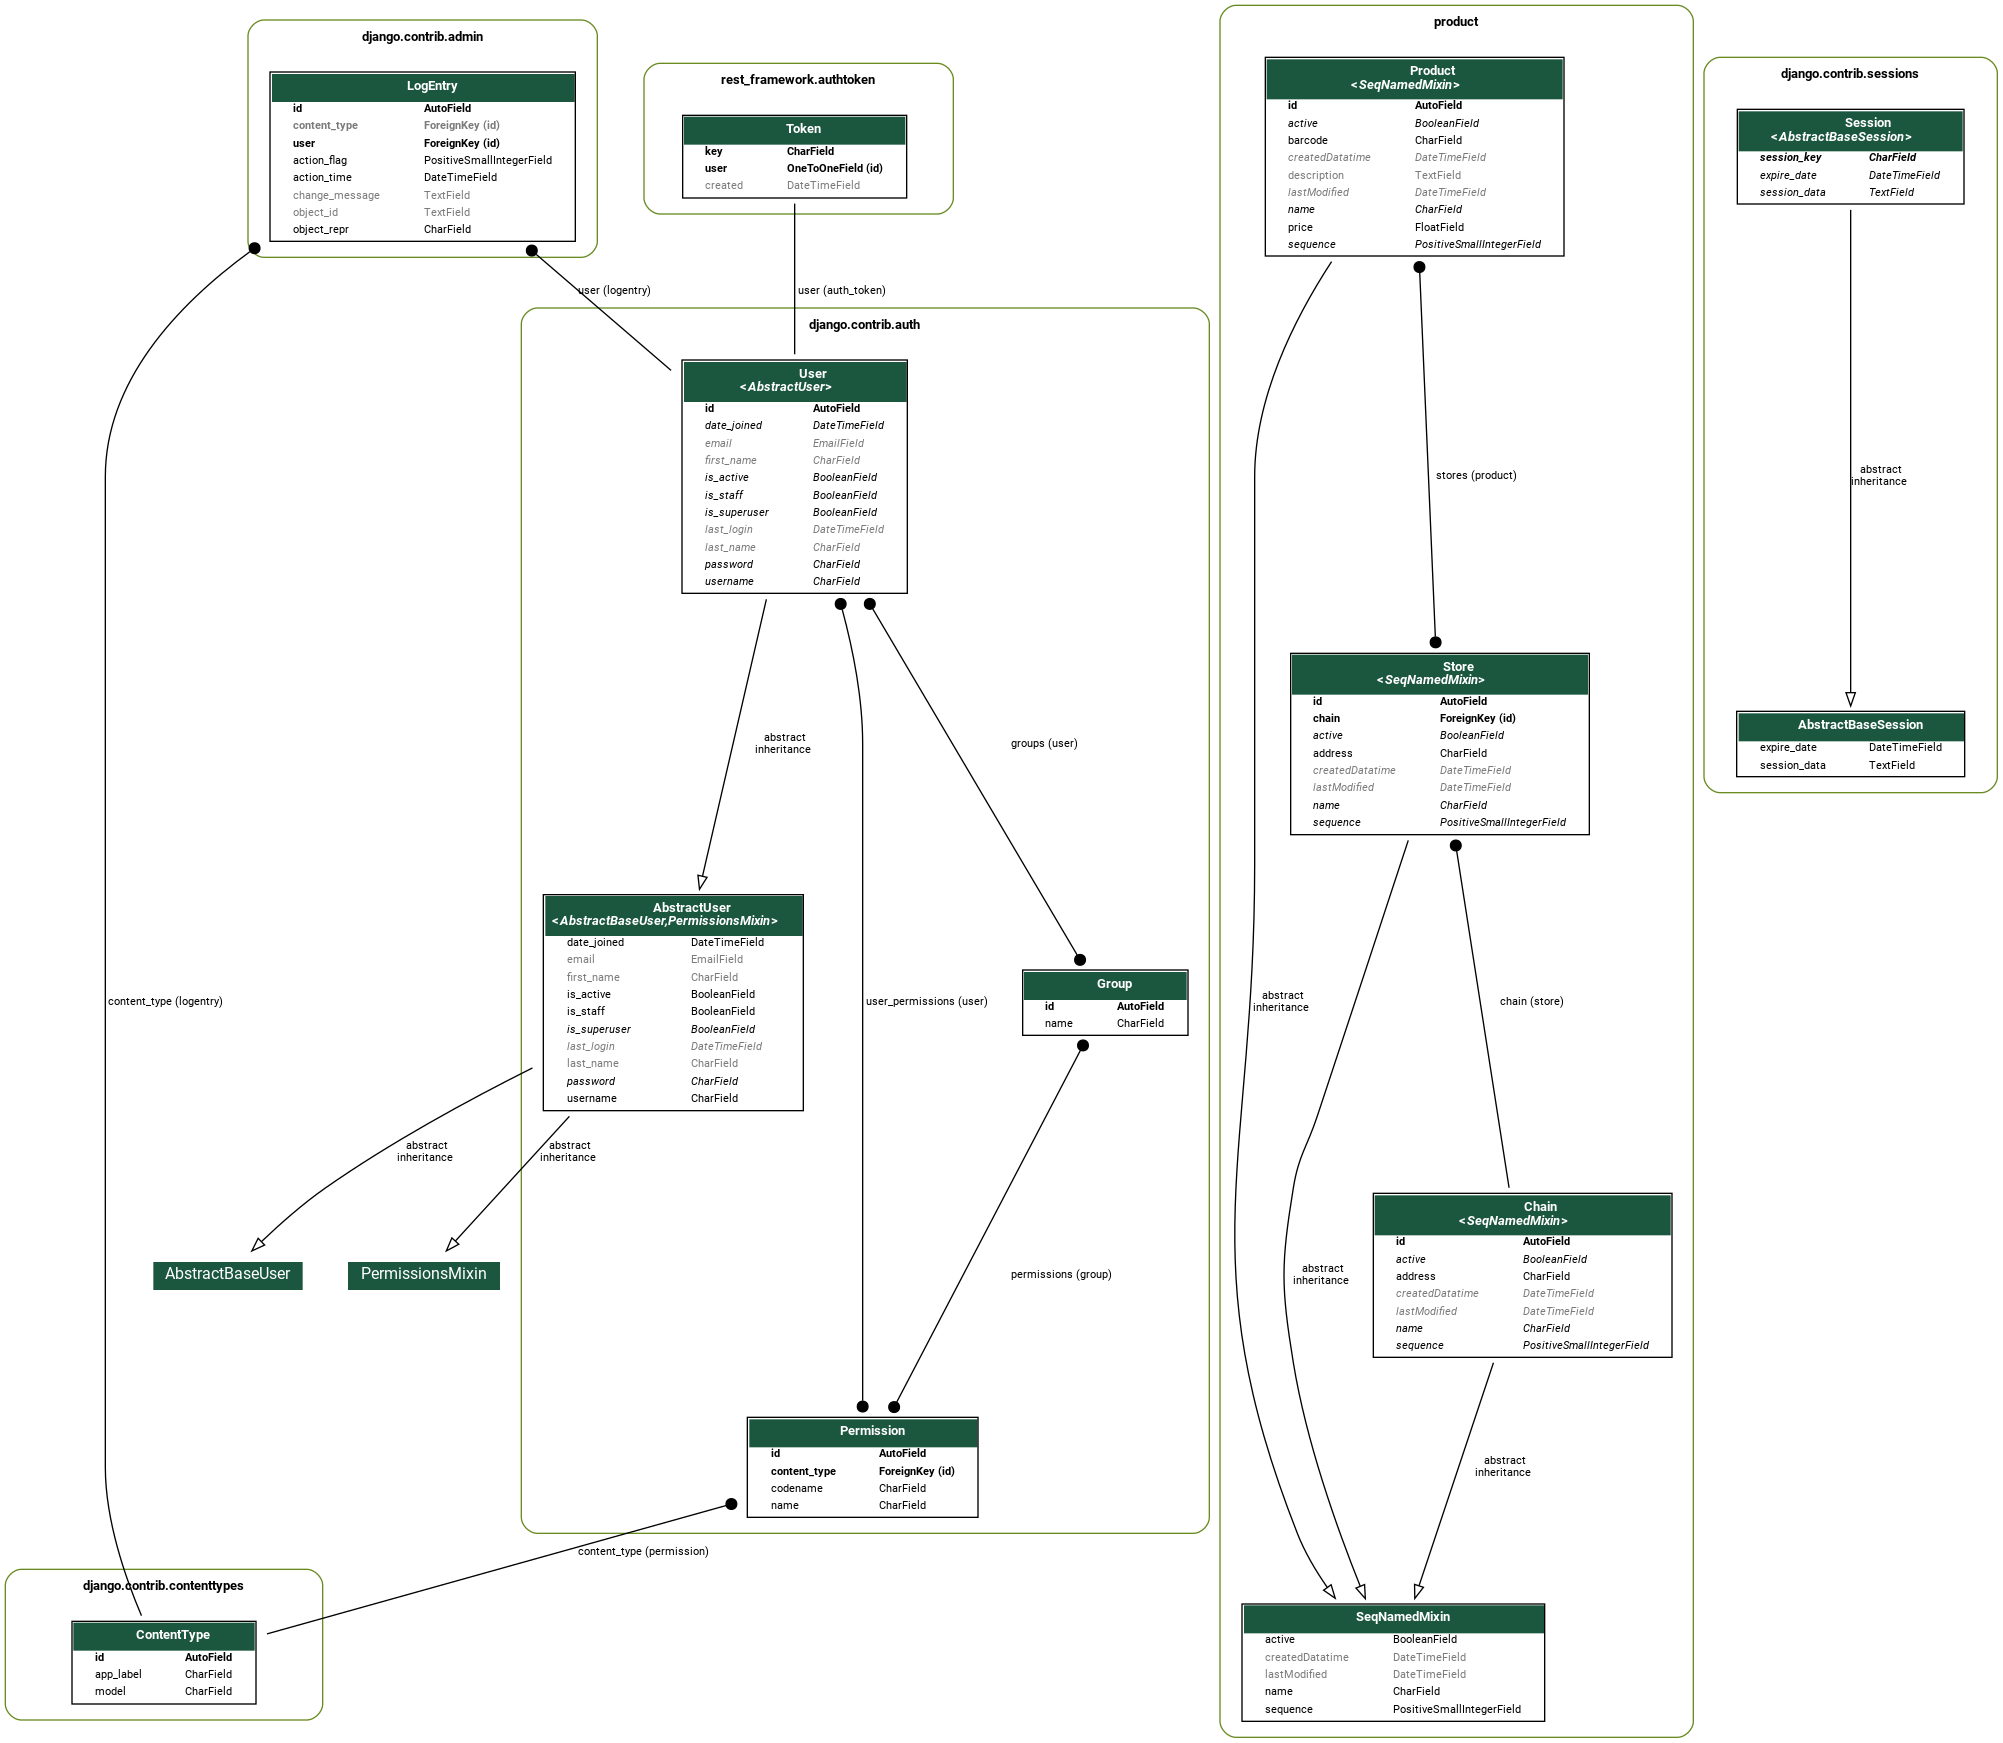 django.contrib.admin
LogEntry
id AutoField
content_type ForeignKey (id)
user ForeignKey (id)
action_flag PositiveSmallIntegerField
action_time DateTimeField
change_message TextField
object_id TextField
object_repr CharField
rest_framework.authtoken
Token
key CharField
user OneToOneField (id)
created DateTimeField
user (logentry)
user (auth_token)
django.contrib.auth
User
<AbstractUser>
id AutoField
date_joined DateTimeField
email EmailField
first_name CharField
is_active BooleanField
is_staff BooleanField
is_superuser BooleanField
last_login DateTimeField
last_name CharField
password CharField
username CharField
abstract
inheritance
groups (user)
AbstractUser
<AbstractBaseUser,PermissionsMixin>
date_joined DateTimeField
email EmailField
first_name CharField
is_active BooleanField
is_staff BooleanField
is_superuser BooleanField
last_login DateTimeField
last_name CharField
password CharField
username CharField
content_type (logentry)
user_permissions (user)
Group
id AutoField
name CharField
abstract
inheritance
abstract
inheritance
AbstractBaseUser
PermissionsMixin
permissions (group)
Permission
id AutoField
content_type ForeignKey (id)
codename CharField
name CharField
content_type (permission)
django.contrib.contenttypes
ContentType
id AutoField
app_label CharField
model CharField
product
Product
<SeqNamedMixin>
id AutoField
active BooleanField
barcode CharField
createdDatatime DateTimeField
description TextField
lastModified DateTimeField
name CharField
price FloatField
sequence PositiveSmallIntegerField
stores (product)
Store
<SeqNamedMixin>
id AutoField
chain ForeignKey (id)
active BooleanField
address CharField
createdDatatime DateTimeField
lastModified DateTimeField
name CharField
sequence PositiveSmallIntegerField
abstract
inheritance
chain (store)
Chain
<SeqNamedMixin>
id AutoField
active BooleanField
address CharField
createdDatatime DateTimeField
lastModified DateTimeField
name CharField
sequence PositiveSmallIntegerField
abstract
inheritance
abstract
inheritance
SeqNamedMixin
active BooleanField
createdDatatime DateTimeField
lastModified DateTimeField
name CharField
sequence PositiveSmallIntegerField
django.contrib.sessions
Session
<AbstractBaseSession>
session_key CharField
expire_date DateTimeField
session_data TextField
abstract
inheritance
AbstractBaseSession
expire_date DateTimeField
session_data TextField